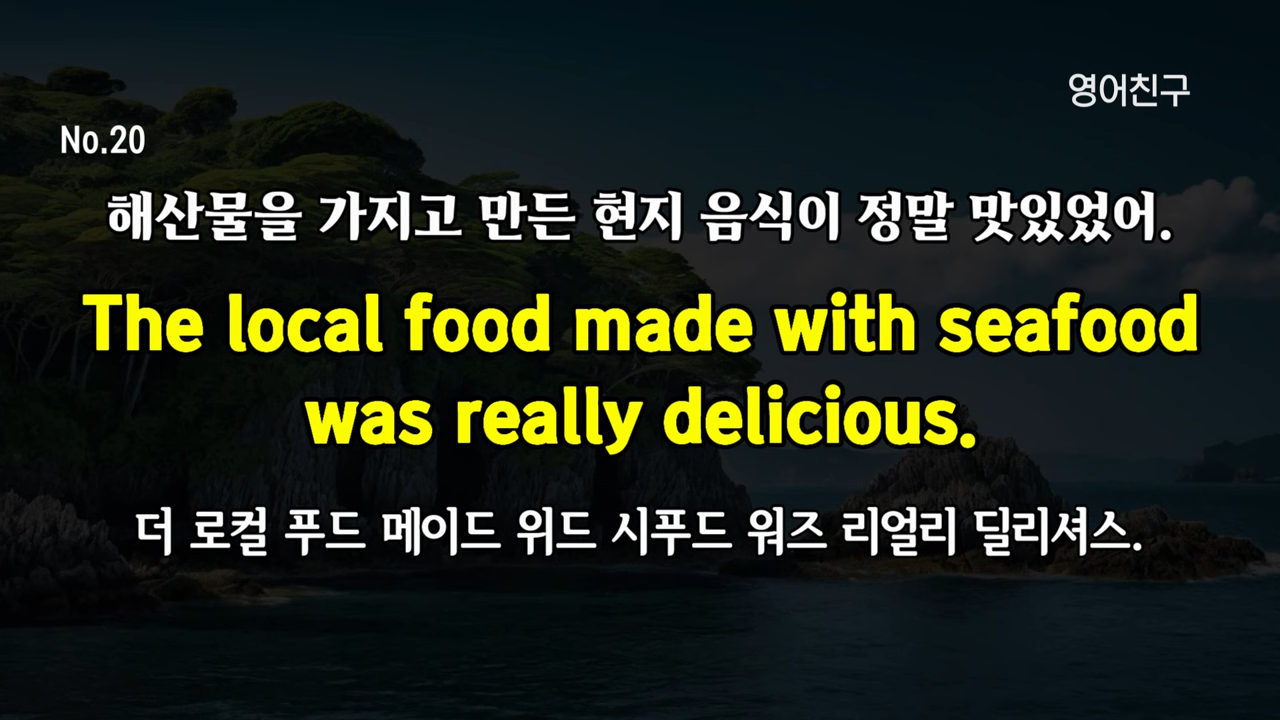 영어친구
No.20
해산물을 가지고 만든 현지 음식이 정말 맛있었어.
The local food made with seafood
was really delicious.
더 로컬 푸드 메이드 위드 시푸드 워즈 리얼리 딜리셔스.